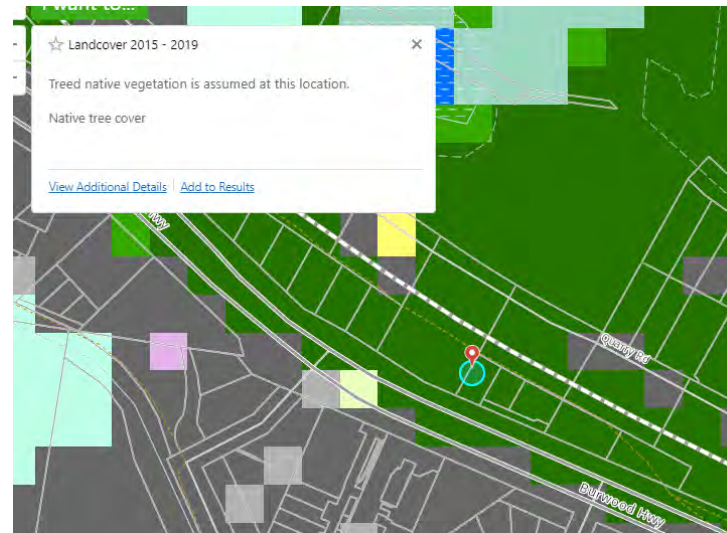 I want to...
☆ Landcover 2015 - 2019 ×
Treed native vegetation is assumed at this location.
Native tree cover
View Additional Details | Add to Results
Hwy
Quarry Rd
Burwood Hwy